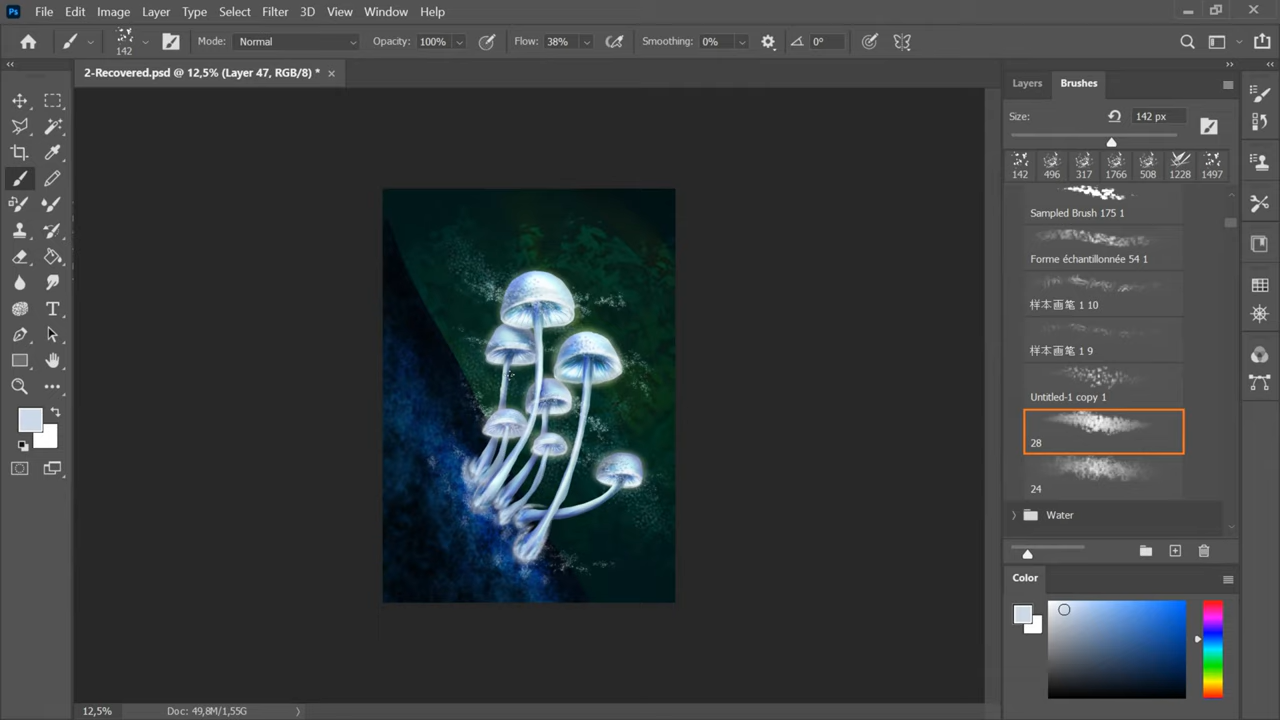 Ps File Edit Image Layer Type Select Filter 3D View Window Help
142 Mode: Normal Opacity: 100% Flow: 38% Smoothing: 0% 0°
2-Recovered.psd @ 12,5% (Layer 47, RGB/8) *
Layers Brushes
Size: 142 px
142 496 317 1766 508 1228 1497
Sampled Brush 175 1
Forme échantillonnée 54 1
样本画笔 1 10
样本画笔 1 9
Untitled-1 copy 1
28
24
Water
Color
12,5% Doc: 49,8M/1,55G